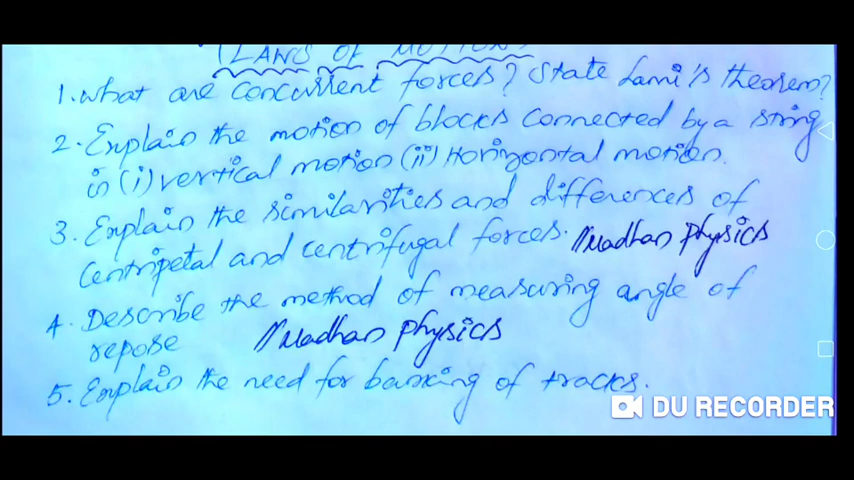 LAWS OF MOTION
1. What are concurrent forces? State Lami's theorem?
2. Explain the motion of blocks connected by a string
in (i) vertical motion (ii) Horizontal motion.
3. Explain the similarities and differences of
centripetal and centrifugal forces. Madhan physics
4. Describe the method of measuring angle of
repose Madhan physics
5. Explain the need for banking of tracks.
DU RECORDER